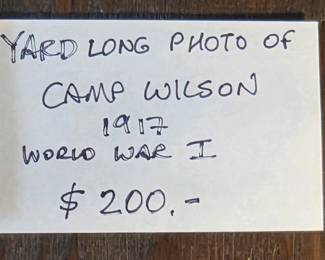 YARD LONG PHOTO OF
CAMP WILSON
1917
WORLD WAR I
$ 200.-